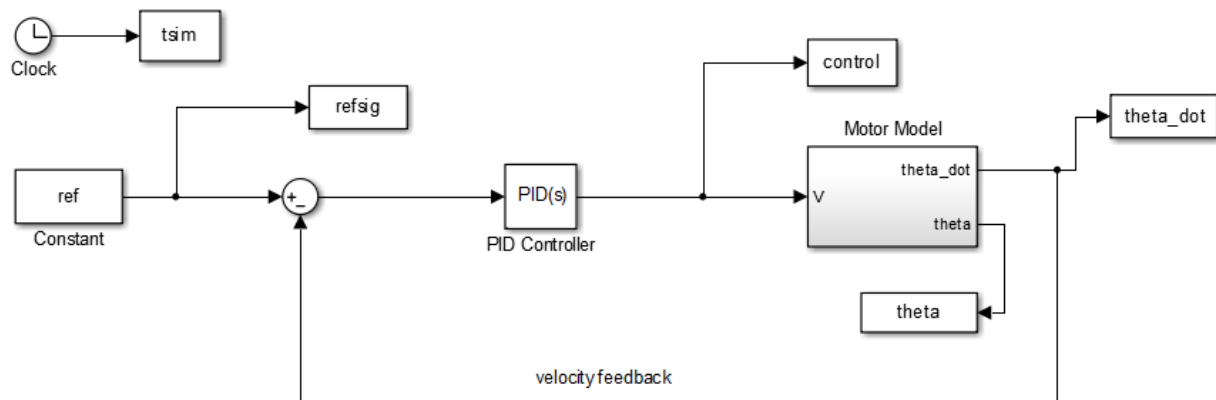 tsim
Clock
control
refsig
theta_dot
Motor Model
ref
Constant
+
_
PID(s)
PID Controller
V
theta_dot
theta
theta
velocity feedback